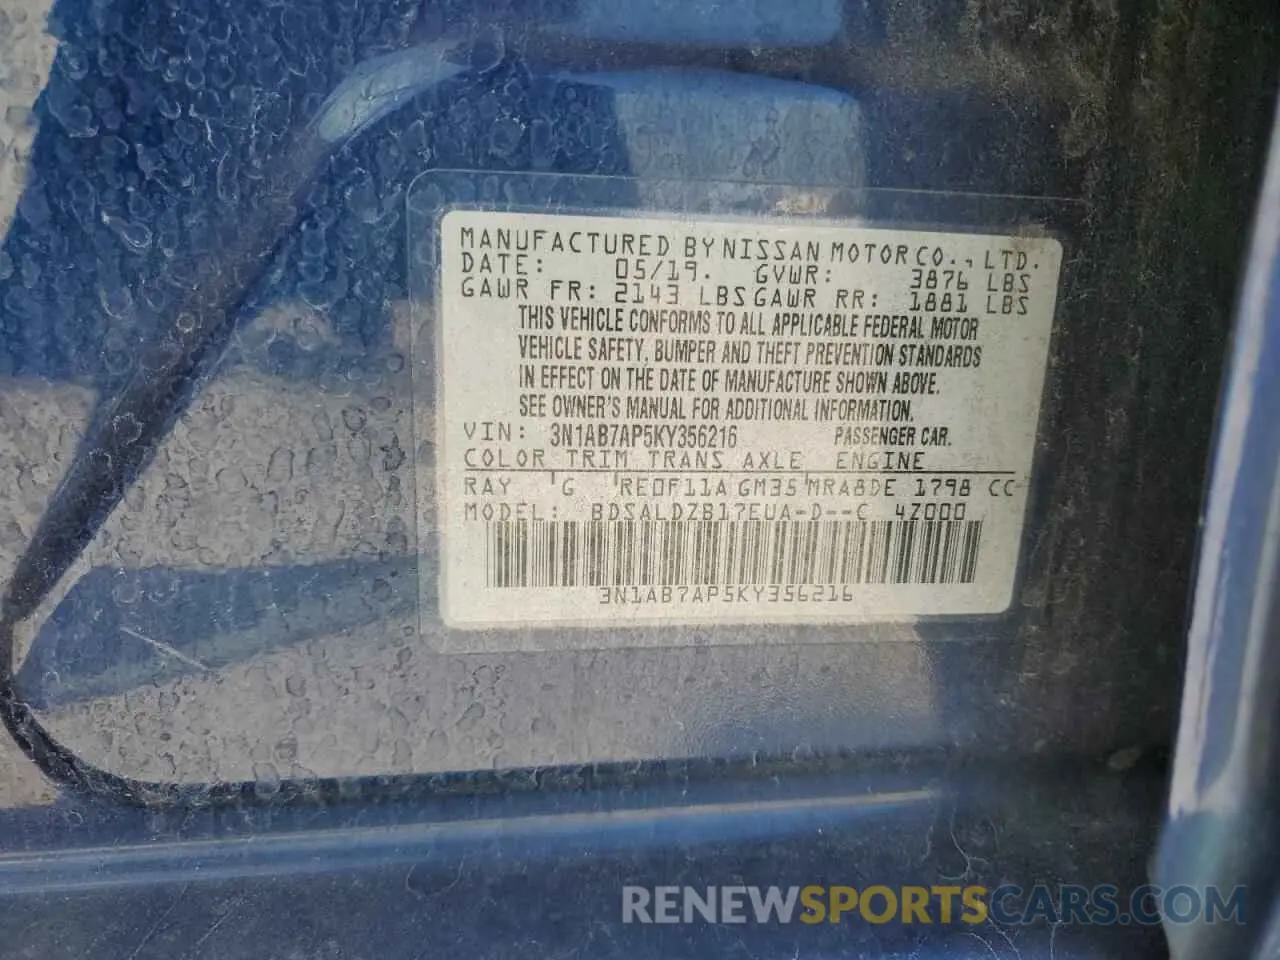 MANUFACTURED BY NISSAN MOTOR CO., LTD.
DATE: 05/19. GVWR: 3876 LBS
GAWR FR: 2143 LBS GAWR RR: 1881 LBS
THIS VEHICLE CONFORMS TO ALL APPLICABLE FEDERAL MOTOR
VEHICLE SAFETY, BUMPER AND THEFT PREVENTION STANDARDS
IN EFFECT ON THE DATE OF MANUFACTURE SHOWN ABOVE.
SEE OWNER'S MANUAL FOR ADDITIONAL INFORMATION.
VIN: 3N1AB7AP5KY356216 PASSENGER CAR.
COLOR TRIM TRANS AXLE ENGINE
RAY G RE0F11A GM35 MRA8DE 1798 CC
MODEL: BDSALDZB17EUA-D--C 4Z000
3N1AB7AP5KY356216
RENEWSPORTSCARS.COM